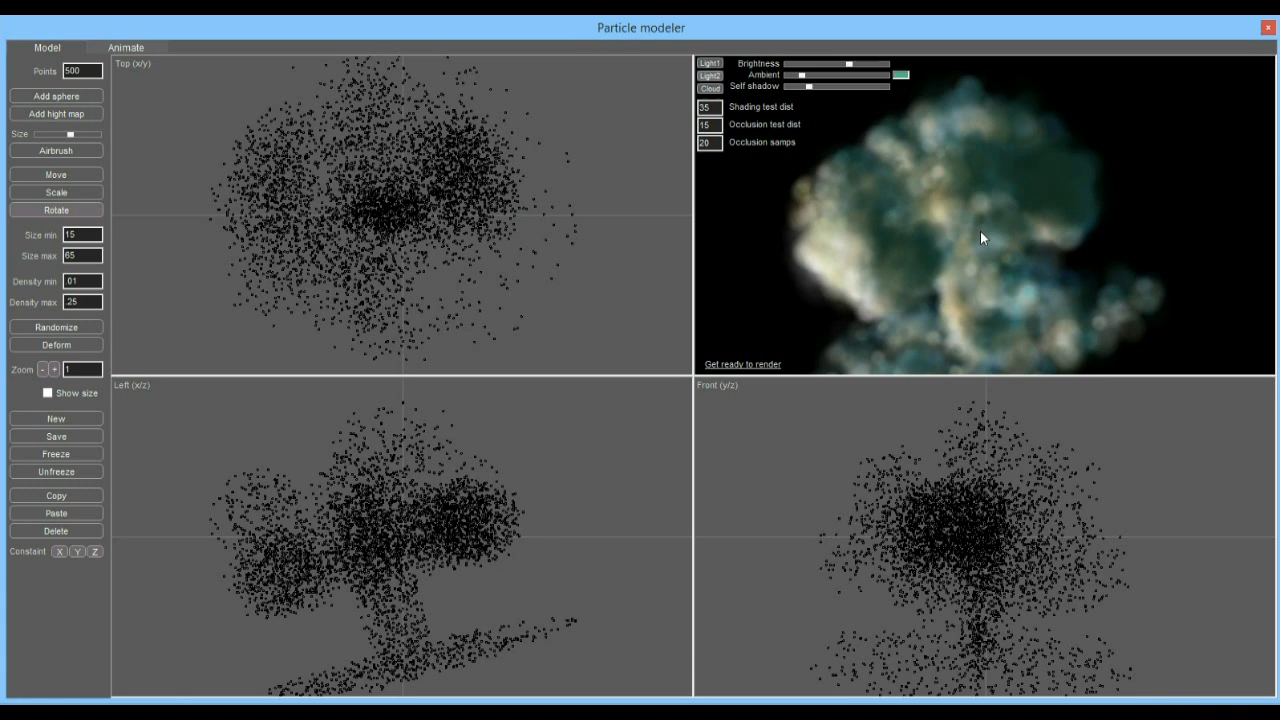 Particle modeler
x
Model
Animate
Points 500
Add sphere
Add hight map
Size
Airbrush
Move
Scale
Rotate
Size min 15
Size max 65
Density min .01
Density max .25
Randomize
Deform
Zoom - + 1
Show size
New
Save
Freeze
Unfreeze
Copy
Paste
Delete
Constaint X Y Z
Top (x/y)
Light1 Brightness
Light2 Ambient
Cloud Self shadow
35 Shading test dist
15 Occlusion test dist
20 Occlusion samps
Get ready to render
Left (x/z)
Front (y/z)